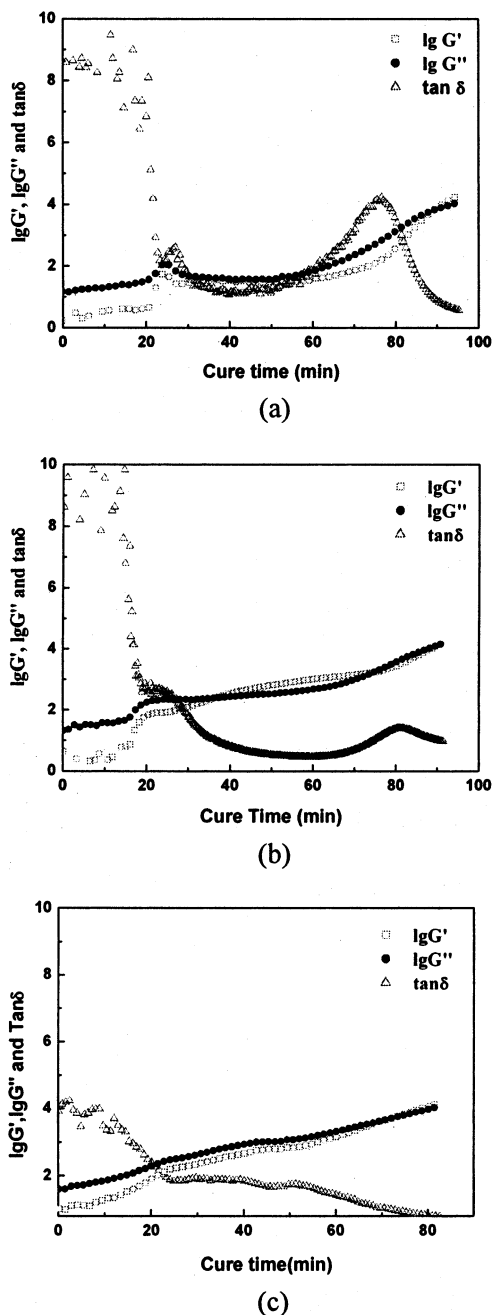 10
8
6
4
2
0
lgG', lgG'' and tanδ
lg G'
lg G''
tan δ
0 20 40 60 80 100
Cure time (min)
(a)
10
8
6
4
2
0
lgG', lgG'' and tanδ
lgG'
lgG''
tanδ
0 20 40 60 80 100
Cure Time (min)
(b)
10
8
6
4
2
lgG',lgG'' and Tanδ
lgG'
lgG''
tanδ
0 20 40 60 80
Cure time(min)
(c)